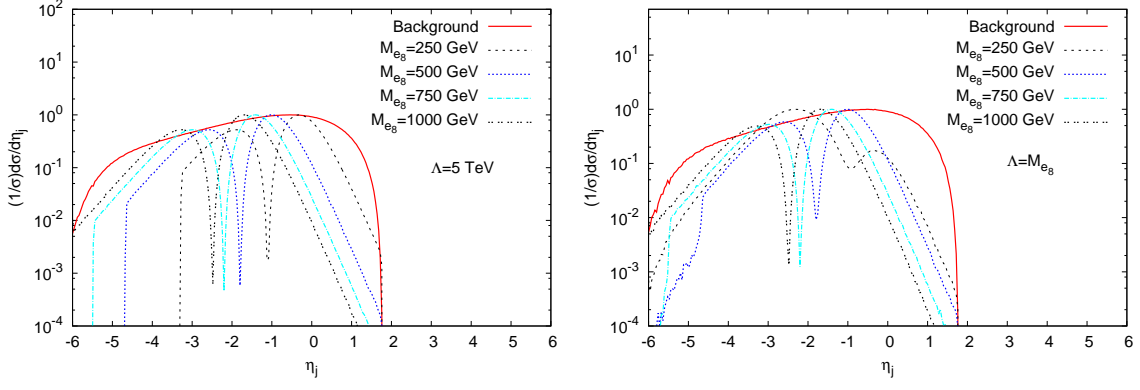 10^2
10^1
10^0
10^-1
10^-2
10^-3
10^-4
-6 -5 -4 -3 -2 -1 0 1 2 3 4 5 6
(1/σ)dσ/dη_j
η_j
Background
M_e8=250 GeV
M_e8=500 GeV
M_e8=750 GeV
M_e8=1000 GeV
Λ=5 TeV
10^1
10^0
10^-1
10^-2
10^-3
10^-4
-6 -5 -4 -3 -2 -1 0 1 2 3 4 5 6
(1/σ)dσ/dη_j
η_j
Background
M_e8=250 GeV
M_e8=500 GeV
M_e8=750 GeV
M_e8=1000 GeV
Λ=M_e8